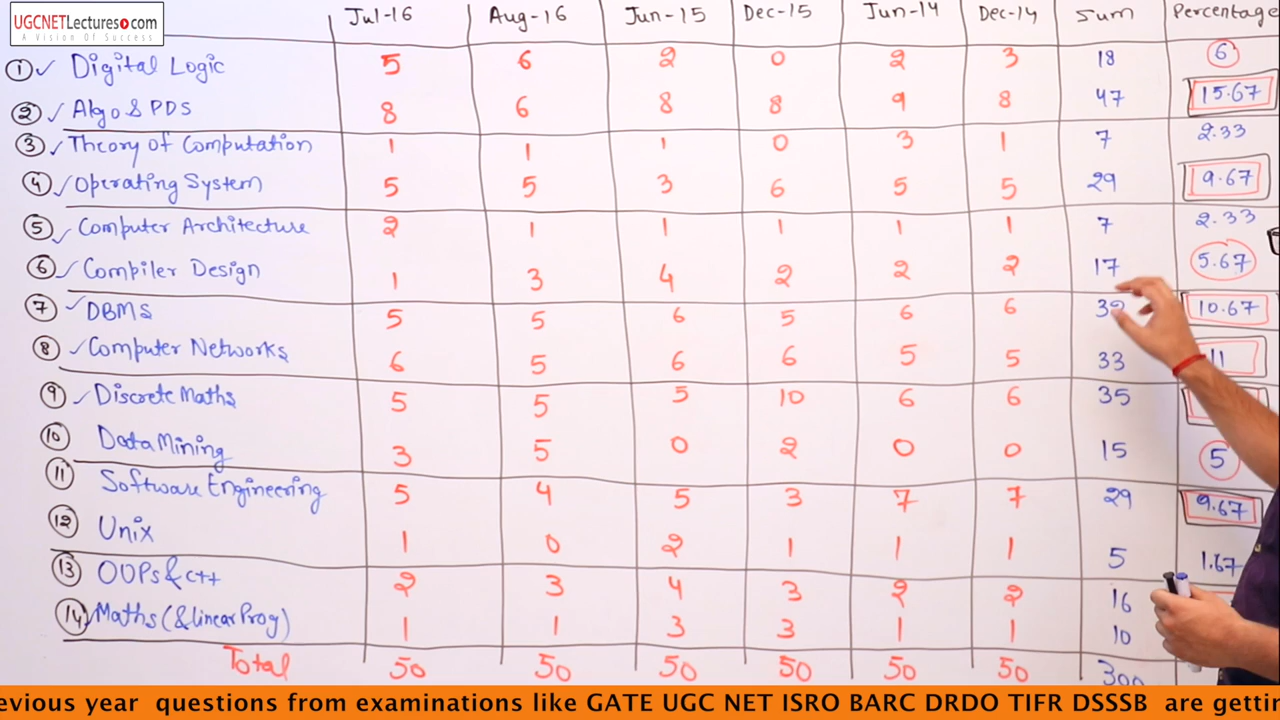 UGCNETLectures.com
A Vision Of Success
Jul-16 Aug-16 Jun-15 Dec-15 Jun-14 Dec-14 Sum Percentage
1 ✓ Digital Logic 5 6 2 0 2 3 18 6
2 ✓ Algo & PDS 8 6 8 8 9 8 47 15.67
3 ✓ Theory of Computation 1 1 1 0 3 1 7 2.33
4 ✓ Operating System 5 5 3 6 5 5 29 9.67
5 ✓ Computer Architecture 2 1 1 1 1 1 7 2.33
6 ✓ Compiler Design 1 3 4 2 2 2 17 5.67
7 ✓ DBMS 5 5 6 5 6 6 10.67
8 ✓ Computer Networks 6 5 6 6 5 5 33 11
9 ✓ Discrete Maths 5 5 5 10 6 6 35
10 Data Mining 3 5 0 2 0 0 15 5
11 Software Engineering 5 4 5 3 7 7 29 9.67
12 Unix 1 0 2 1 1 1 5 1.67
13 OOPs & C++ 2 3 4 3 2 2 16
14 Maths (& linear Prog) 1 1 3 3 1 1 10
Total 50 50 50 50 50 50 300
evious year questions from examinations like GATE UGC NET ISRO BARC DRDO TIFR DSSSB are gettin